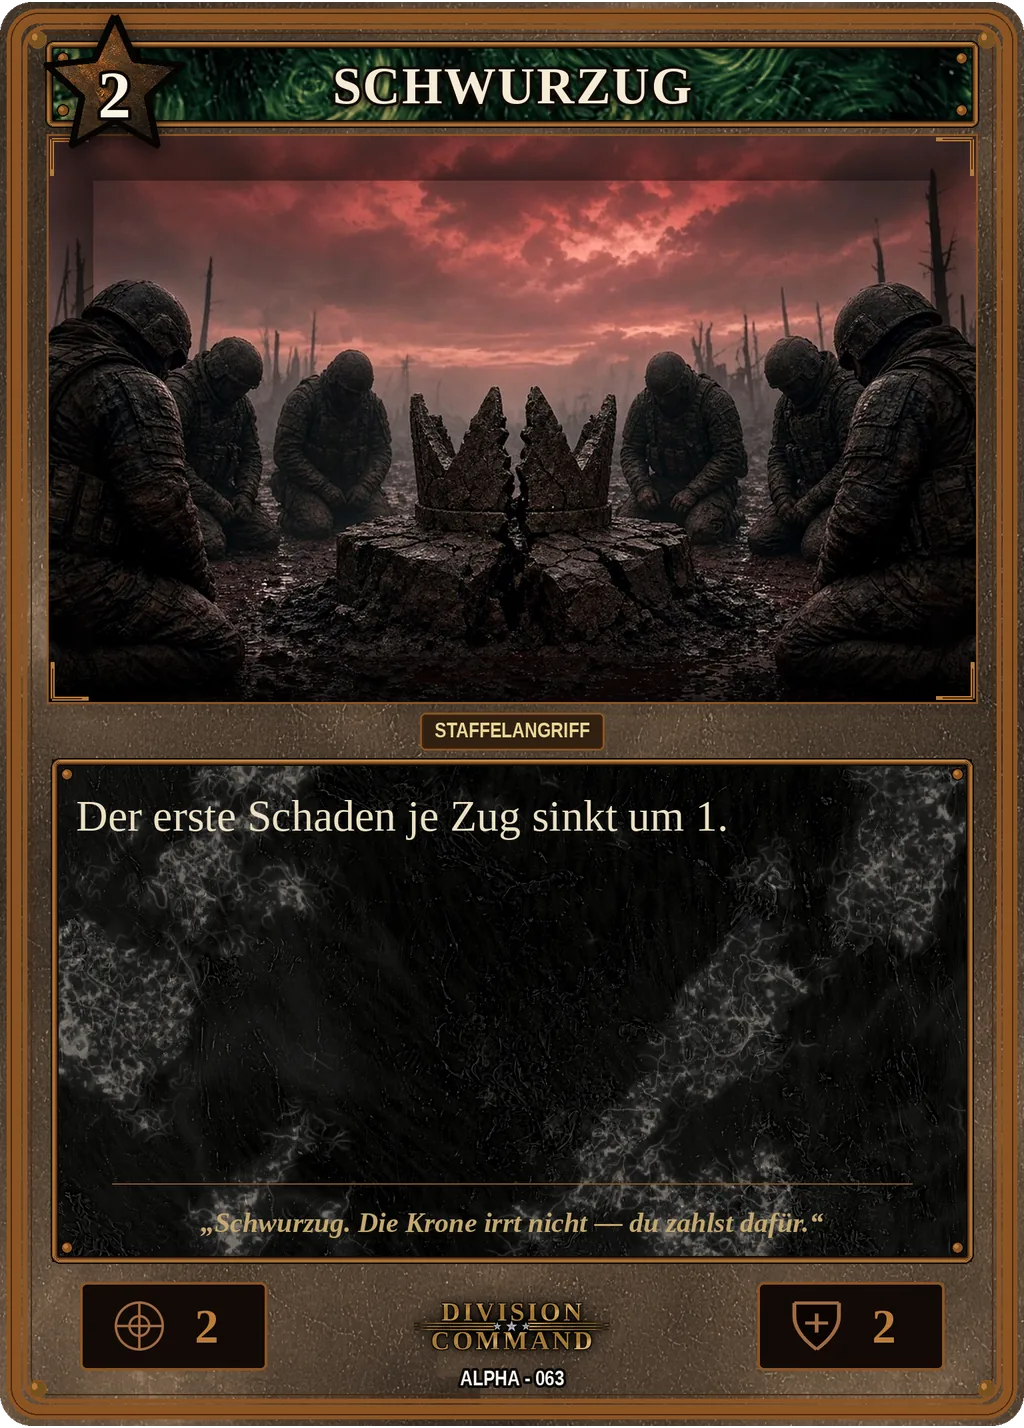 2
SCHWURZUG
STAFFELANGRIFF
Der erste Schaden je Zug sinkt um 1.
„Schwurzug. Die Krone irrt nicht — du zahlst dafür.“
2
DIVISION
COMMAND
2
ALPHA - 063